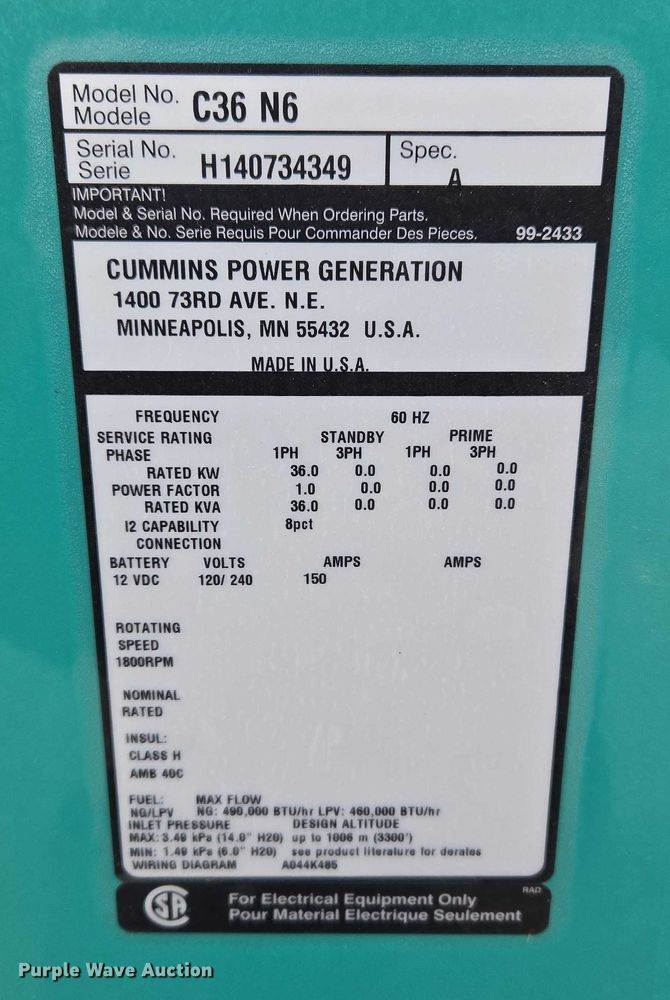 Model No. C36 N6
Modele
Serial No. H140734349 Spec.
Serie A
IMPORTANT!
Model & Serial No. Required When Ordering Parts.
Modele & No. Serie Requis Pour Commander Des Pieces. 99-2433
CUMMINS POWER GENERATION
1400 73RD AVE. N.E.
MINNEAPOLIS, MN 55432 U.S.A.
MADE IN U.S.A.
FREQUENCY 60 HZ
SERVICE RATING STANDBY PRIME
PHASE 1PH 3PH 1PH 3PH
RATED KW 36.0 0.0 0.0 0.0
POWER FACTOR 1.0 0.0 0.0 0.0
RATED KVA 36.0 0.0 0.0 0.0
I2 CAPABILITY 8pct
CONNECTION
BATTERY VOLTS AMPS AMPS
12 VDC 120/ 240 150
ROTATING
SPEED
1800RPM
NOMINAL
RATED
INSUL:
CLASS H
AMB 40C
FUEL: MAX FLOW
NG/LPV NG: 490,000 BTU/hr LPV: 460,000 BTU/hr
INLET PRESSURE DESIGN ALTITUDE
MAX: 3.49 kPa (14.0" H20) up to 1006 m (3300')
MIN: 1.49 kPa (6.0" H20) see product literature for derates
WIRING DIAGRAM A044K485
RAD
SA For Electrical Equipment Only
Pour Material Electrique Seulement
Purple Wave Auction